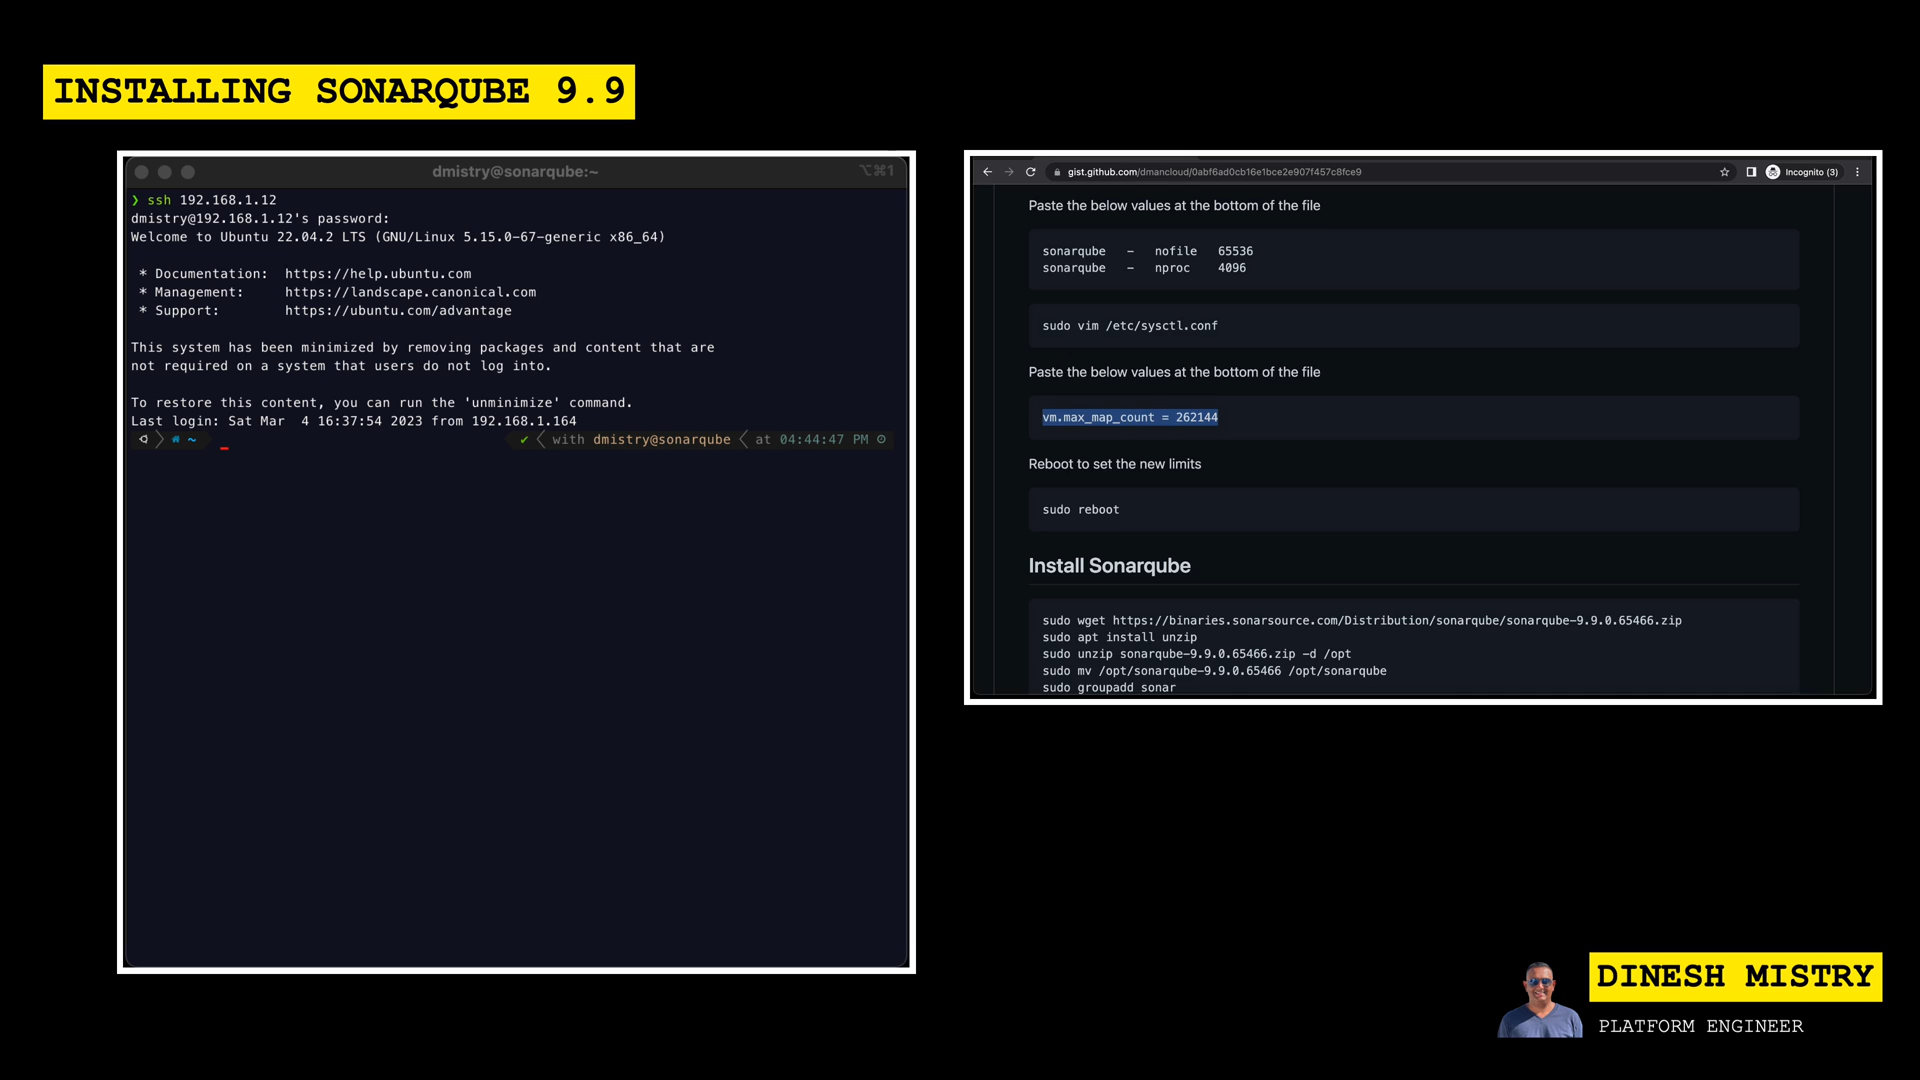 INSTALLING SONARQUBE 9.9
dmistry@sonarqube:~
⌥⌘1
❯ ssh 192.168.1.12
dmistry@192.168.1.12's password:
Welcome to Ubuntu 22.04.2 LTS (GNU/Linux 5.15.0-67-generic x86_64)
* Documentation: https://help.ubuntu.com
* Management: https://landscape.canonical.com
* Support: https://ubuntu.com/advantage
This system has been minimized by removing packages and content that are
not required on a system that users do not log into.
To restore this content, you can run the 'unminimize' command.
Last login: Sat Mar 4 16:37:54 2023 from 192.168.1.164
~ ✔ with dmistry@sonarqube at 04:44:47 PM
gist.github.com/dmancloud/0abf6ad0cb16e1bce2e907f457c8fce9
Incognito (3)
Paste the below values at the bottom of the file
sonarqube - nofile 65536
sonarqube - nproc 4096
sudo vim /etc/sysctl.conf
Paste the below values at the bottom of the file
vm.max_map_count = 262144
Reboot to set the new limits
sudo reboot
Install Sonarqube
sudo wget https://binaries.sonarsource.com/Distribution/sonarqube/sonarqube-9.9.0.65466.zip
sudo apt install unzip
sudo unzip sonarqube-9.9.0.65466.zip -d /opt
sudo mv /opt/sonarqube-9.9.0.65466 /opt/sonarqube
sudo groupadd sonar
DINESH MISTRY
PLATFORM ENGINEER